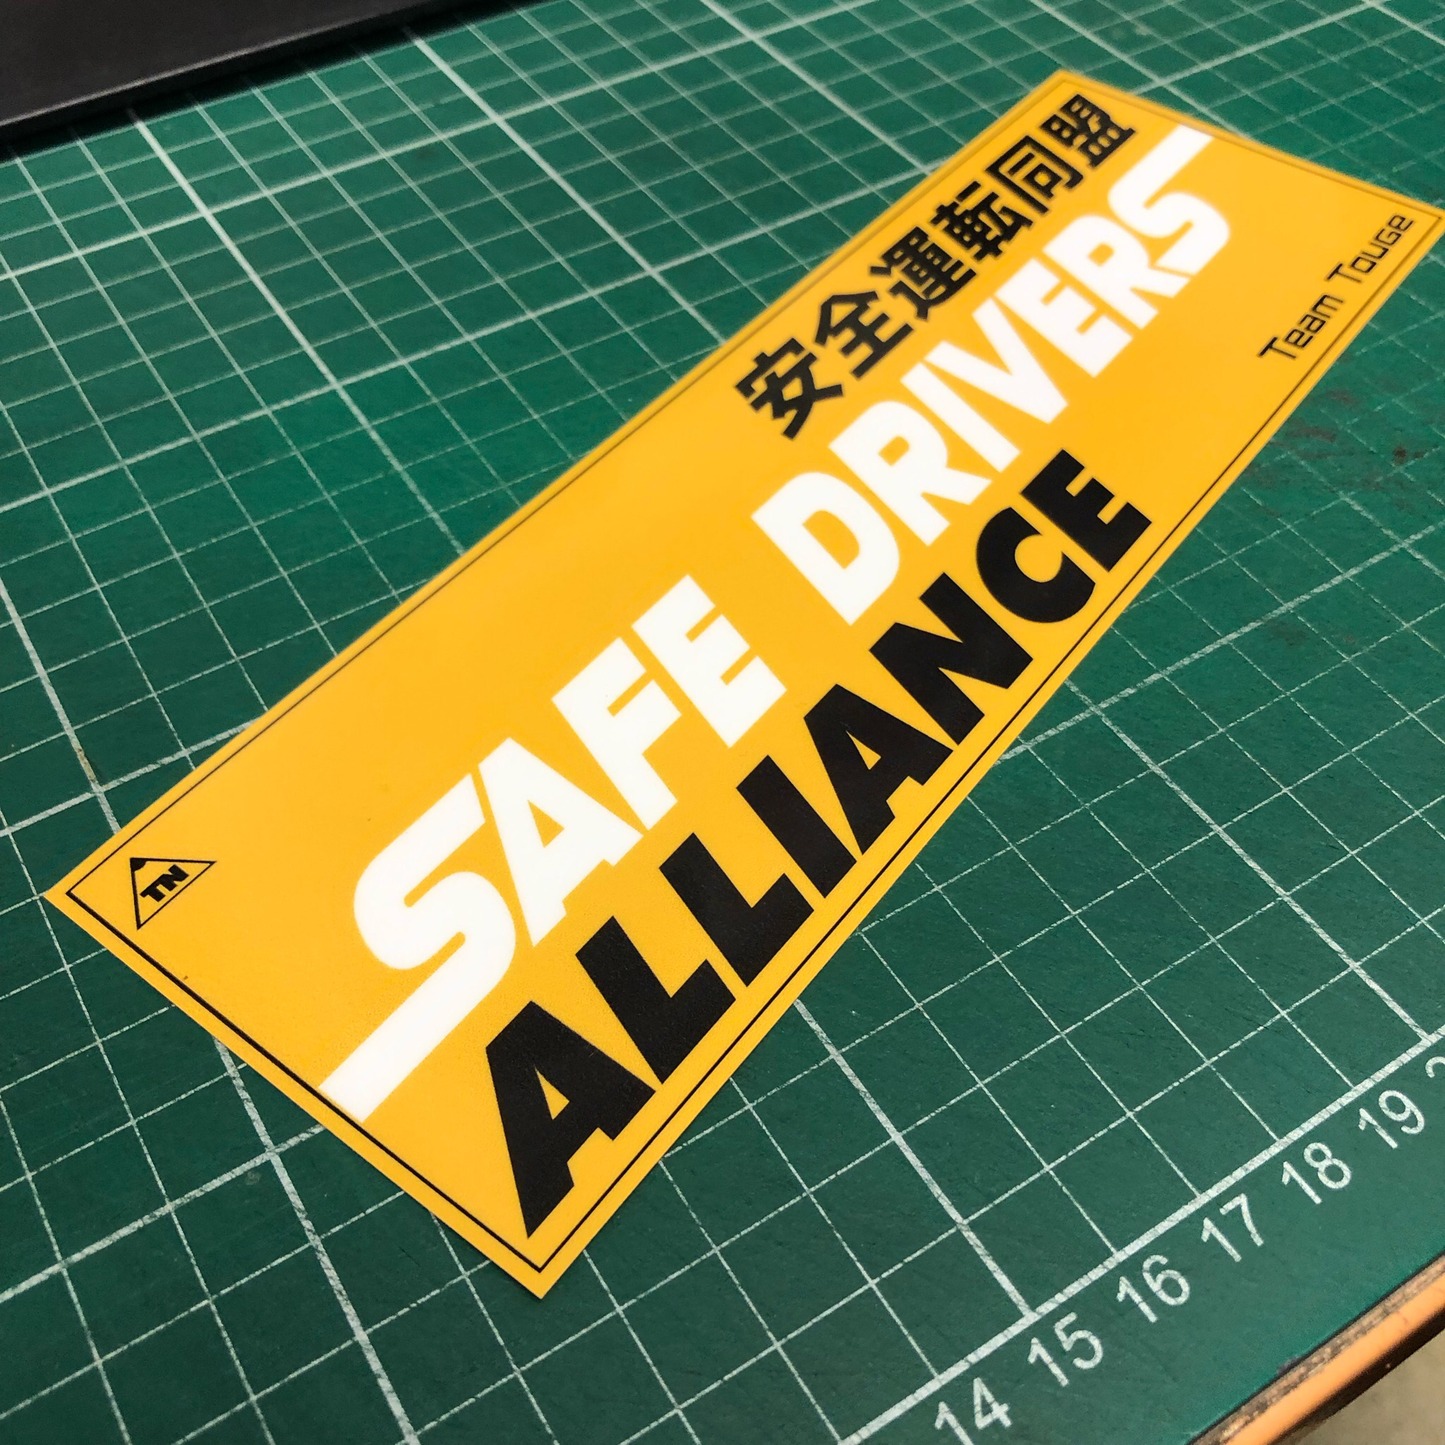 安全運転同盟
SAFE DRIVERS
ALLIANCE
Team Touge
TN
14 15 16 17 18 19